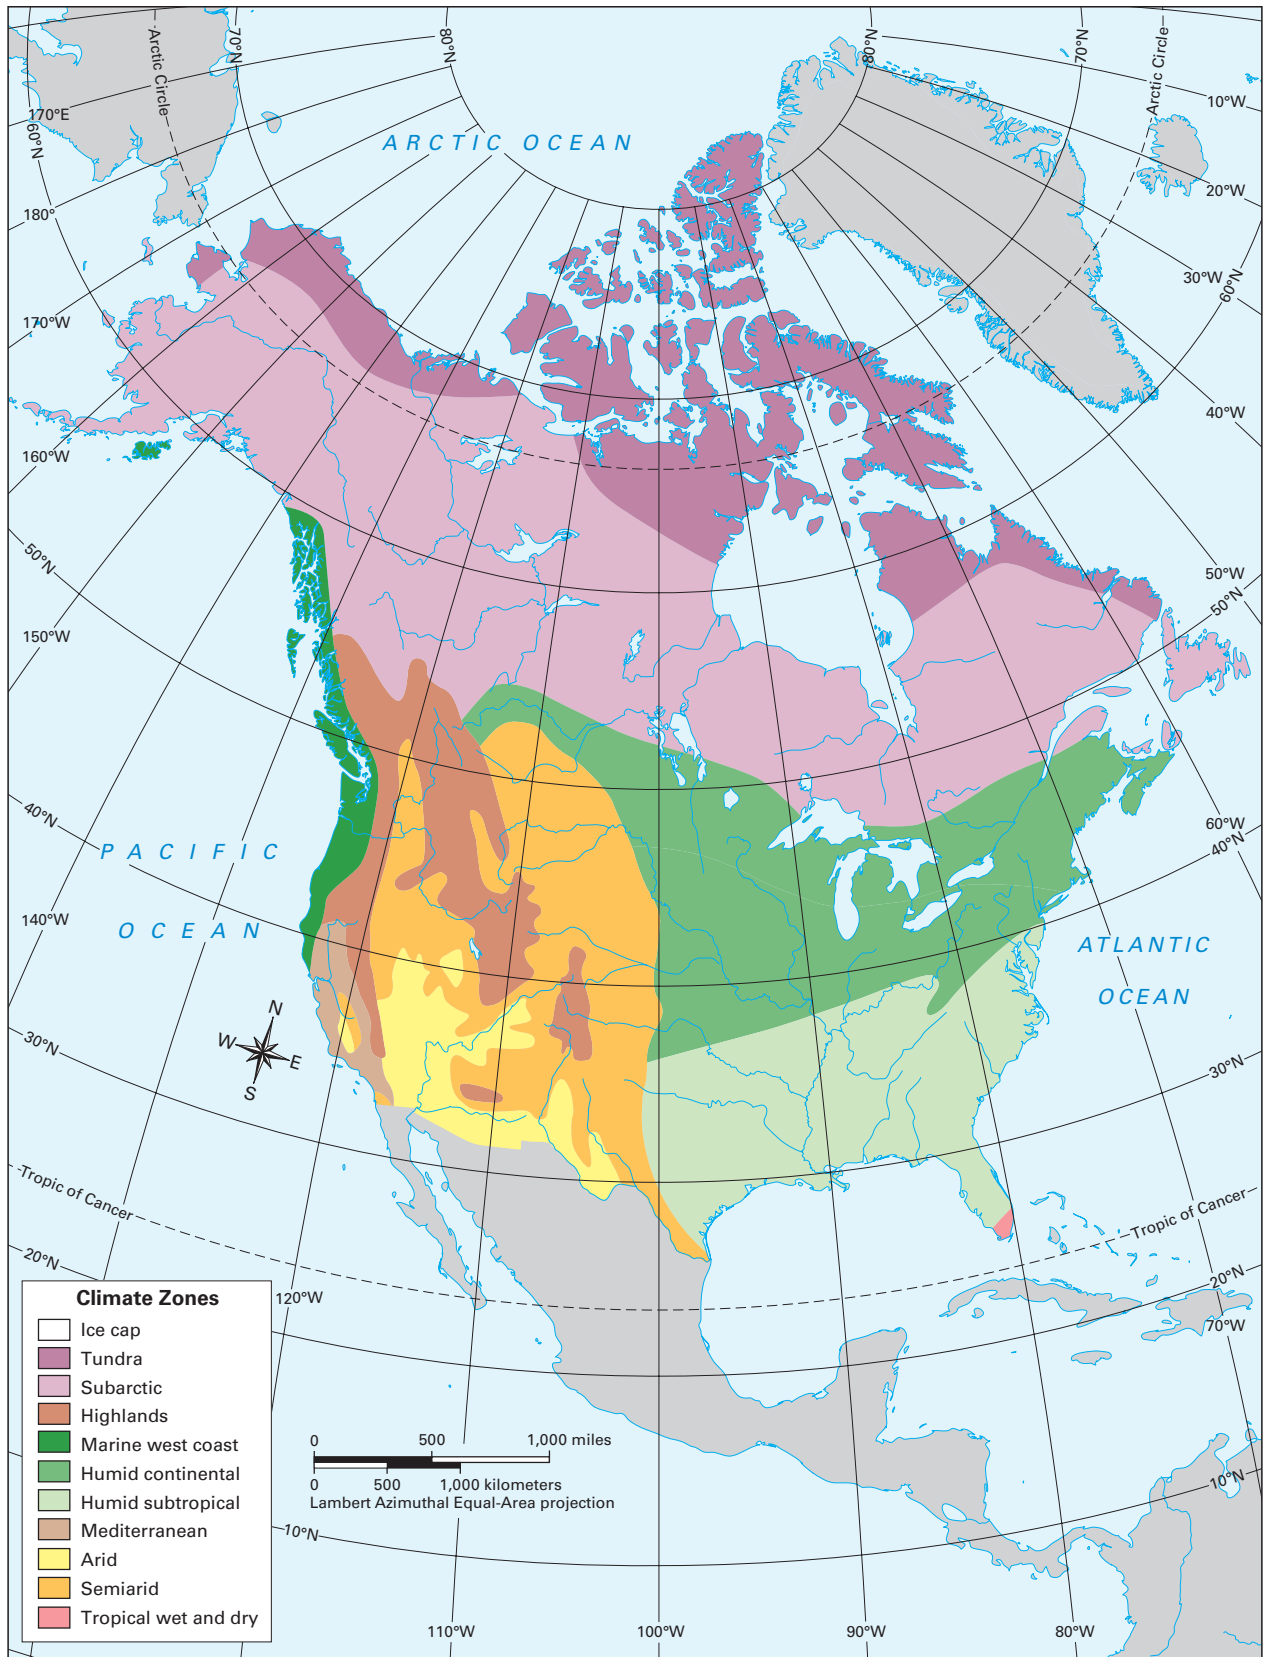 Arctic Circle
70°N
80°N
80°N
70°N
Arctic Circle
170°E
60°N
10°W
ARCTIC OCEAN
20°W
180°
30°W
60°N
170°W
40°W
160°W
50°N
50°W
50°N
150°W
40°N
60°W
40°N
PACIFIC
OCEAN
140°W
ATLANTIC
OCEAN
N
W
E
S
30°N
30°N
Tropic of Cancer
Tropic of Cancer
20°N
20°N
120°W
70°W
Climate Zones
Ice cap
Tundra
Subarctic
Highlands
Marine west coast
Humid continental
Humid subtropical
Mediterranean
Arid
Semiarid
Tropical wet and dry
0 500 1,000 miles
0 500 1,000 kilometers
Lambert Azimuthal Equal-Area projection
10°N
10°N
110°W
100°W
90°W
80°W